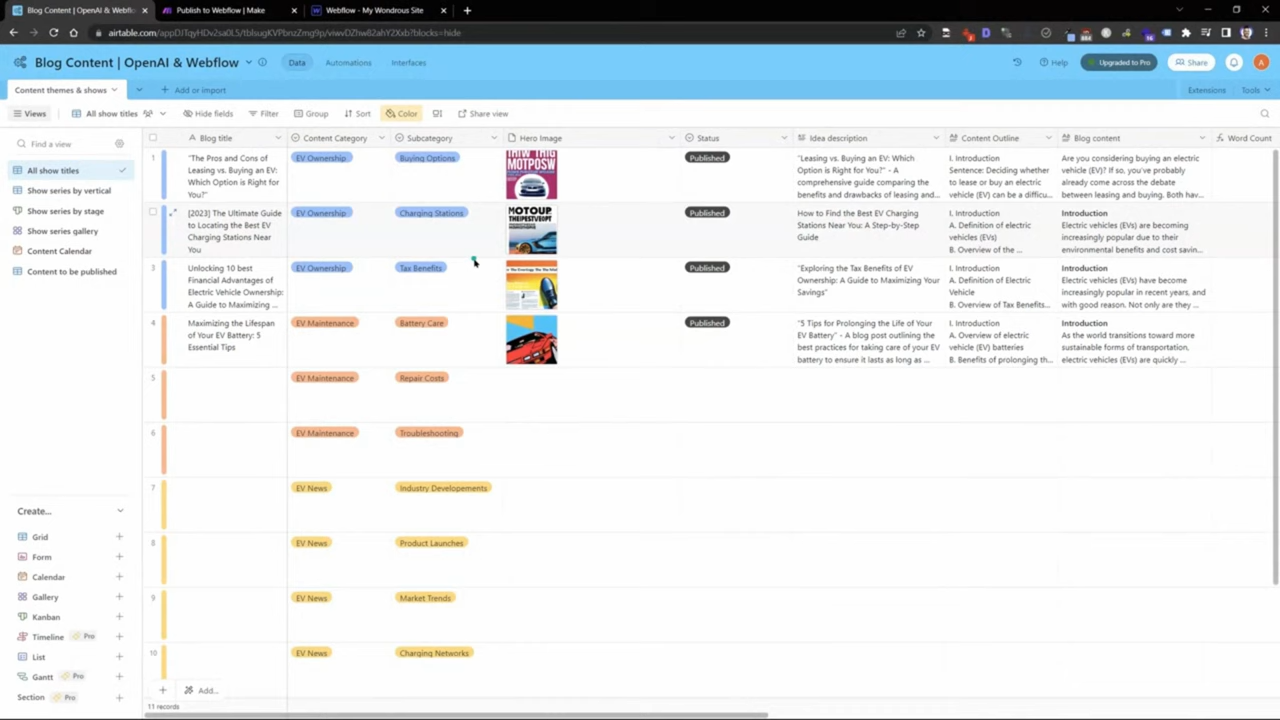 Blog Content | OpenAI & Webflow
Publish to Webflow | Make
Webflow - My Wondrous Site
airtable.com/appDJTqyHDv2sa0L5/tblsugKVPbnzZmg9p/viwvDZhw82ahY2Xxb?blocks=hide
Blog Content | OpenAI & Webflow
Data
Automations
Interfaces
Help
Upgraded to Pro
Share
A
Content themes & shows
Add or import
Extensions
Tools
Views
All show titles
Hide fields
Filter
Group
Sort
Color
Share view
Find a view
All show titles
Show series by vertical
Show series by stage
Show series gallery
Content Calendar
Content to be published
Create...
Grid
Form
Calendar
Gallery
Kanban
Timeline Pro
List
Gantt Pro
Section Pro
Blog title
Content Category
Subcategory
Hero Image
Status
Idea description
Content Outline
Blog content
Word Count
1
"The Pros and Cons of
Leasing vs. Buying an EV:
Which Option is Right for
You?"
EV Ownership
Buying Options
Published
"Leasing vs. Buying an EV: Which
Option is Right for You?" - A
comprehensive guide comparing the
benefits and drawbacks of leasing and...
I. Introduction
Sentence: Deciding whether
to lease or buy an electric
vehicle (EV) can be a difficu...
Are you considering buying an electric
vehicle (EV)? If so, you've probably
already come across the debate
between leasing and buying. Both hav...
[2023] The Ultimate Guide
to Locating the Best EV
Charging Stations Near
You
EV Ownership
Charging Stations
MOTOUP
Published
How to Find the Best EV Charging
Stations Near You: A Step-by-Step
Guide
I. Introduction
A. Definition of electric
vehicles (EVs)
B. Overview of the ...
Introduction
Electric vehicles (EVs) are becoming
increasingly popular due to their
environmental benefits and cost savin...
3
Unlocking 10 best
Financial Advantages of
Electric Vehicle Ownership:
A Guide to Maximizing ...
EV Ownership
Tax Benefits
Published
"Exploring the Tax Benefits of EV
Ownership: A Guide to Maximizing Your
Savings"
I. Introduction
A. Definition of Electric
Vehicle
B. Overview of Tax Benefits...
Introduction
Electric vehicles (EVs) have become
increasingly popular in recent years, and
with good reason. Not only are they ...
4
Maximizing the Lifespan
of Your EV Battery: 5
Essential Tips
EV Maintenance
Battery Care
Published
"5 Tips for Prolonging the Life of Your
EV Battery" - A blog post outlining the
best practices for taking care of your EV
battery to ensure it lasts as long as ...
I. Introduction
A. Overview of electric
vehicle (EV) batteries
B. Benefits of prolonging th...
Introduction
As the world transitions toward more
sustainable forms of transportation,
electric vehicles (EVs) are quickly ...
5
EV Maintenance
Repair Costs
6
EV Maintenance
Troubleshooting
7
EV News
Industry Developements
8
EV News
Product Launches
9
EV News
Market Trends
10
EV News
Charging Networks
Add...
11 records